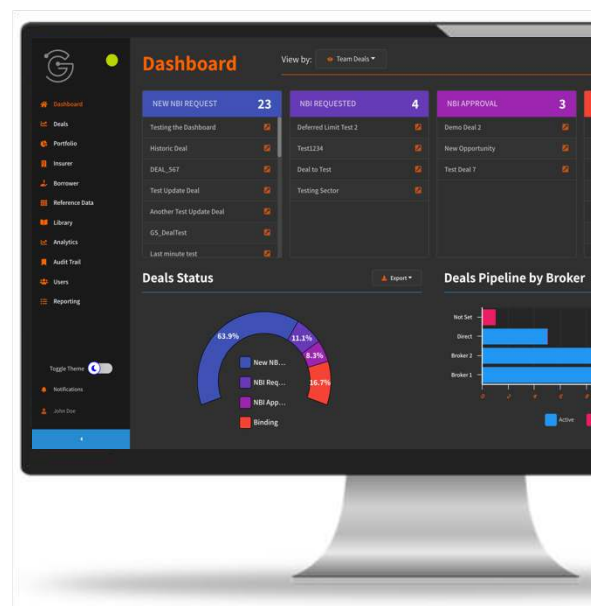 G
Dashboard
View by:
Team Deals
Dashboard
Deals
Portfolio
Insurer
Borrower
Reference Data
Library
Analytics
Audit Trail
Users
Reporting
Toggle Theme
Notifications
John Doe
NEW NBI REQUEST 23
Testing the Dashboard
Historic Deal
DEAL_567
Test Update Deal
Another Test Update Deal
GS_DealTest
Last minute test
NBI REQUESTED 4
Deferred Limit Test 2
Test1234
Deal to Test
Testing Sector
NBI APPROVAL 3
Demo Deal 2
New Opportunity
Test Deal 7
Deals Status
Export
63.9%
11.1%
8.3%
16.7%
New NB...
NBI Req...
NBI App...
Binding
Deals Pipeline by Broker
Not Set
Direct
Broker 2
Broker 1
0 2 4 6 8
Active